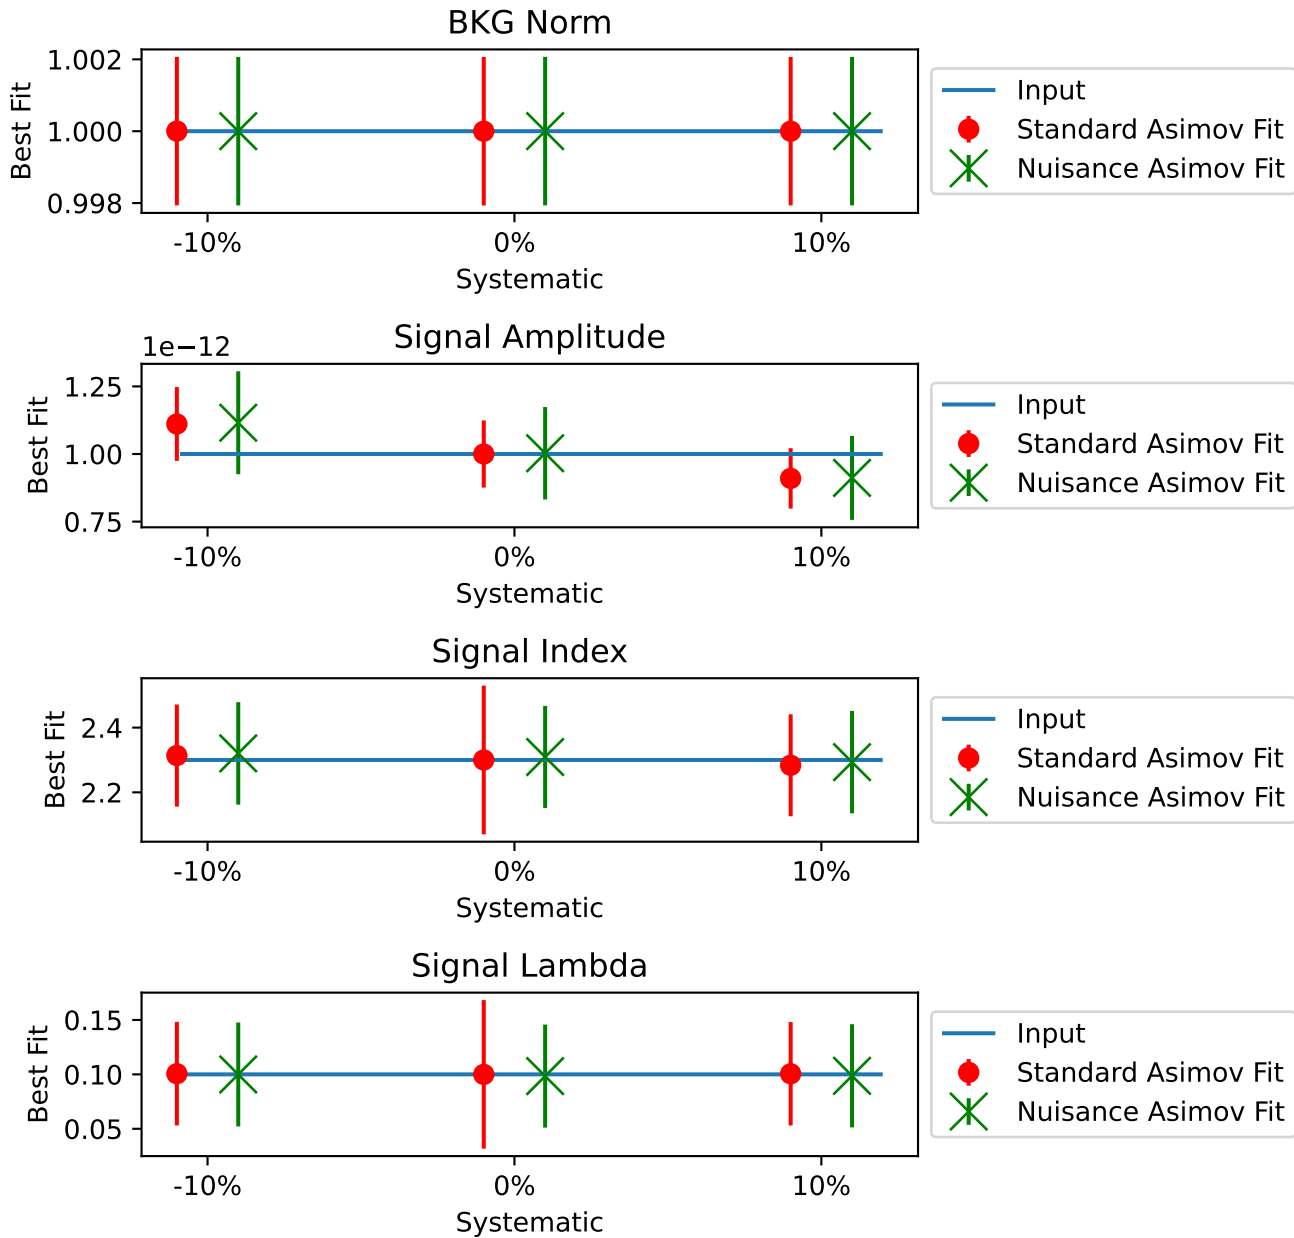 BKG Norm
1.002
1.000
0.998
Best Fit
-10%
0%
10%
Systematic
Input
Standard Asimov Fit
Nuisance Asimov Fit
Signal Amplitude
1e−12
1.25
1.00
0.75
Best Fit
-10%
0%
10%
Systematic
Input
Standard Asimov Fit
Nuisance Asimov Fit
Signal Index
2.4
2.2
Best Fit
-10%
0%
10%
Systematic
Input
Standard Asimov Fit
Nuisance Asimov Fit
Signal Lambda
0.15
0.10
0.05
Best Fit
-10%
0%
10%
Systematic
Input
Standard Asimov Fit
Nuisance Asimov Fit